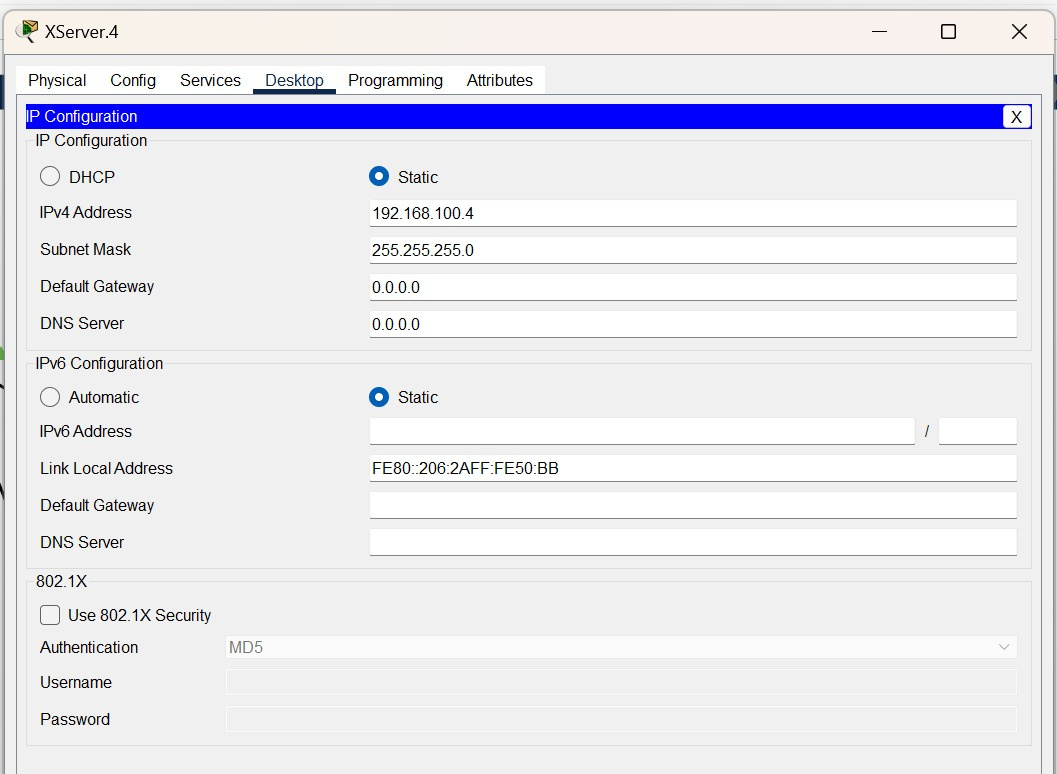 XServer.4
Physical Config Services Desktop Programming Attributes
IP Configuration X
IP Configuration
DHCP Static
IPv4 Address 192.168.100.4
Subnet Mask 255.255.255.0
Default Gateway 0.0.0.0
DNS Server 0.0.0.0
IPv6 Configuration
Automatic Static
IPv6 Address /
Link Local Address FE80::206:2AFF:FE50:BB
Default Gateway
DNS Server
802.1X
Use 802.1X Security
Authentication MD5
Username
Password